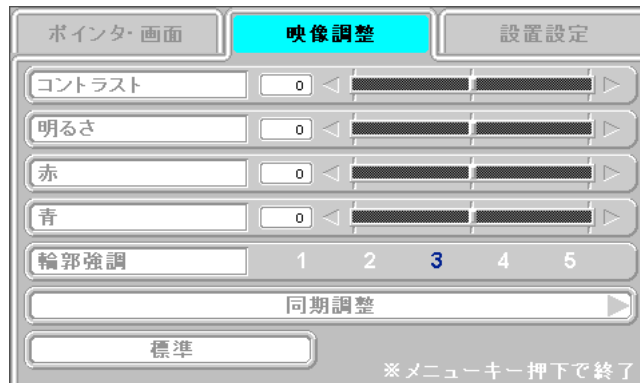 ポインタ・画面 映像調整 設置設定
コントラスト 0
明るさ 0
赤 0
青 0
輪郭強調 1 2 3 4 5
同期調整
標準
※メニューキー押下で終了